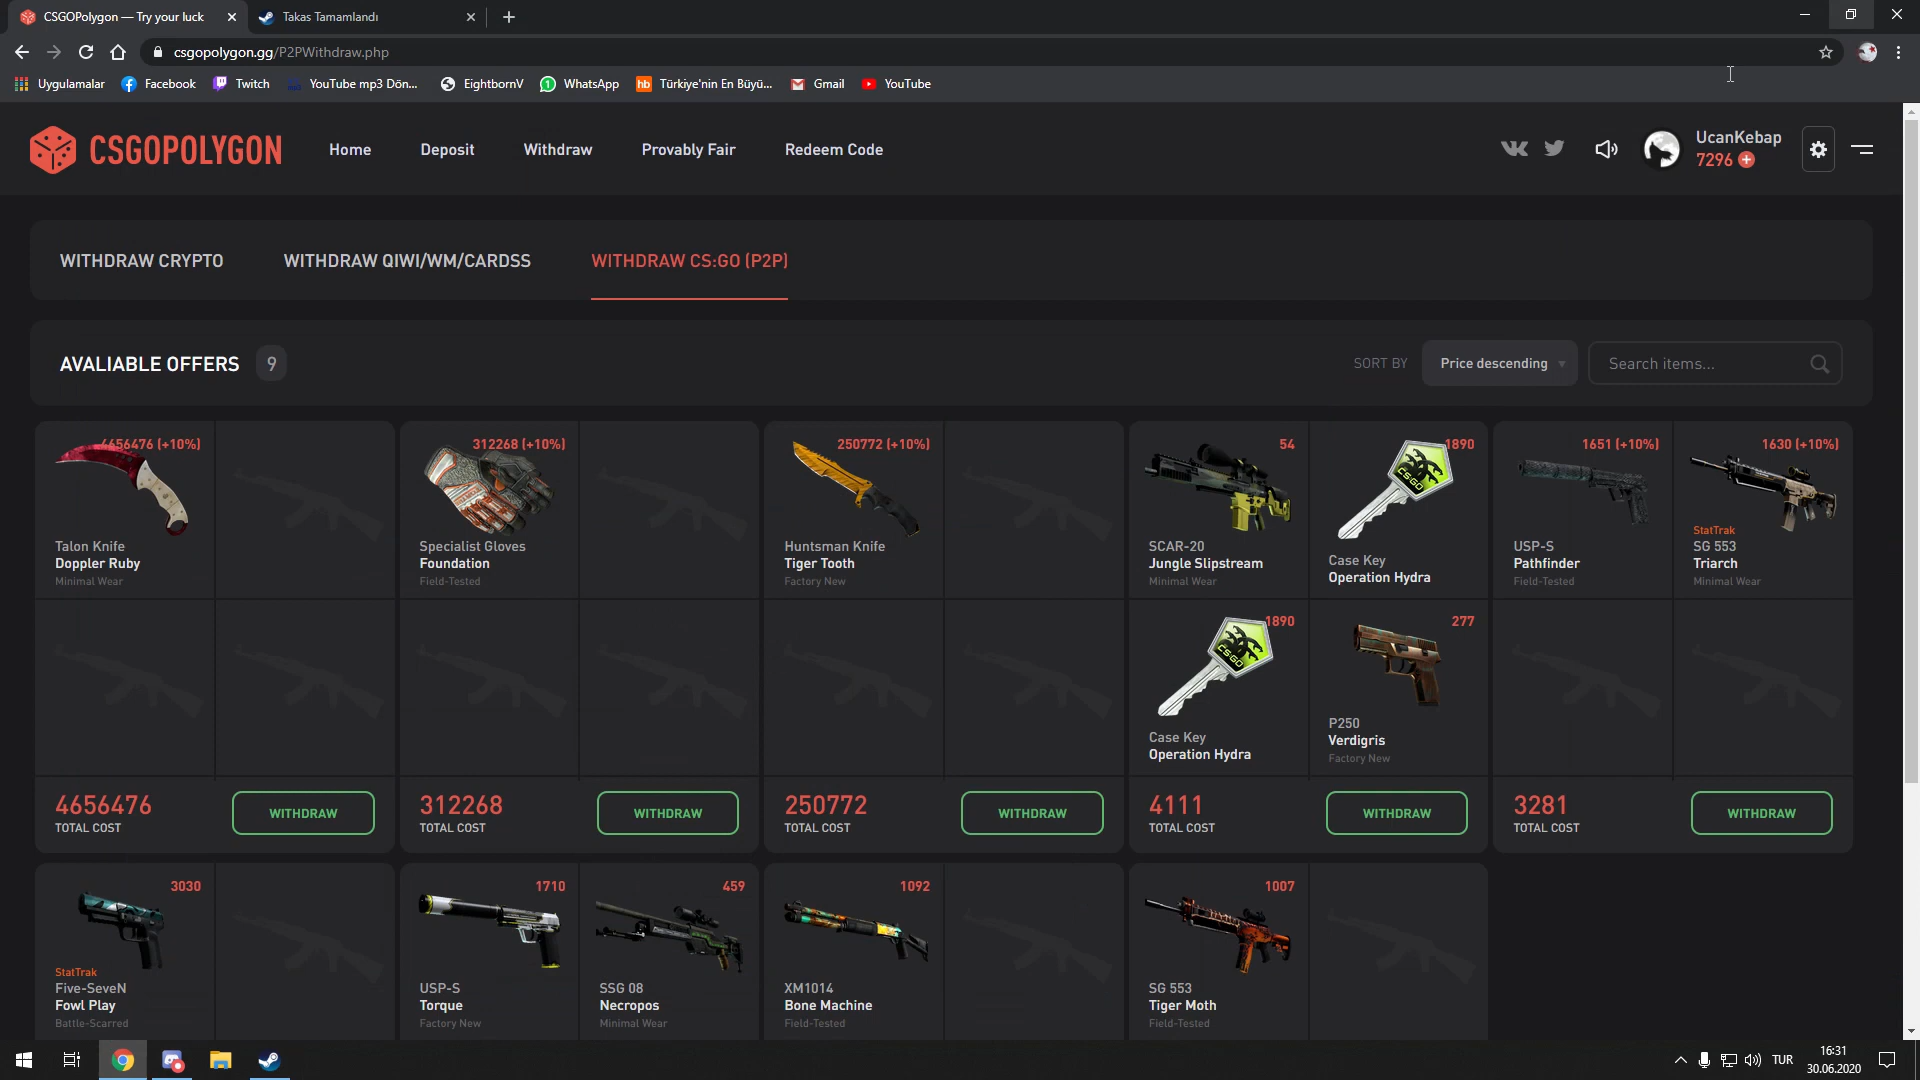 CSGOPolygon — Try your luck
Takas Tamamlandı
csgopolygon.gg/P2PWithdraw.php
Uygulamalar
Facebook
Twitch
YouTube mp3 Dön...
EightbornV
WhatsApp
hb Türkiye'nin En Büyü...
Gmail
YouTube
CSGOPOLYGON
Home
Deposit
Withdraw
Provably Fair
Redeem Code
UcanKebap
7296
WITHDRAW CRYPTO
WITHDRAW QIWI/WM/CARDSS
WITHDRAW CS:GO (P2P)
AVALIABLE OFFERS 9
SORT BY
Price descending
Search items...
4656476 (+10%)
Talon Knife
Doppler Ruby
Minimal Wear
4656476
TOTAL COST
WITHDRAW
312268 (+10%)
Specialist Gloves
Foundation
Field-Tested
312268
TOTAL COST
WITHDRAW
250772 (+10%)
Huntsman Knife
Tiger Tooth
Factory New
250772
TOTAL COST
WITHDRAW
54
SCAR-20
Jungle Slipstream
Minimal Wear
1890
CS:GO
Case Key
Operation Hydra
1890
CS:GO
Case Key
Operation Hydra
277
P250
Verdigris
Factory New
4111
TOTAL COST
WITHDRAW
1651 (+10%)
USP-S
Pathfinder
Field-Tested
1630 (+10%)
StatTrak
SG 553
Triarch
Minimal Wear
3281
TOTAL COST
WITHDRAW
3030
StatTrak
Five-SeveN
Fowl Play
Battle-Scarred
1710
USP-S
Torque
Factory New
459
SSG 08
Necropos
Minimal Wear
1092
XM1014
Bone Machine
Field-Tested
1007
SG 553
Tiger Moth
Field-Tested
TUR
16:31
30.06.2020